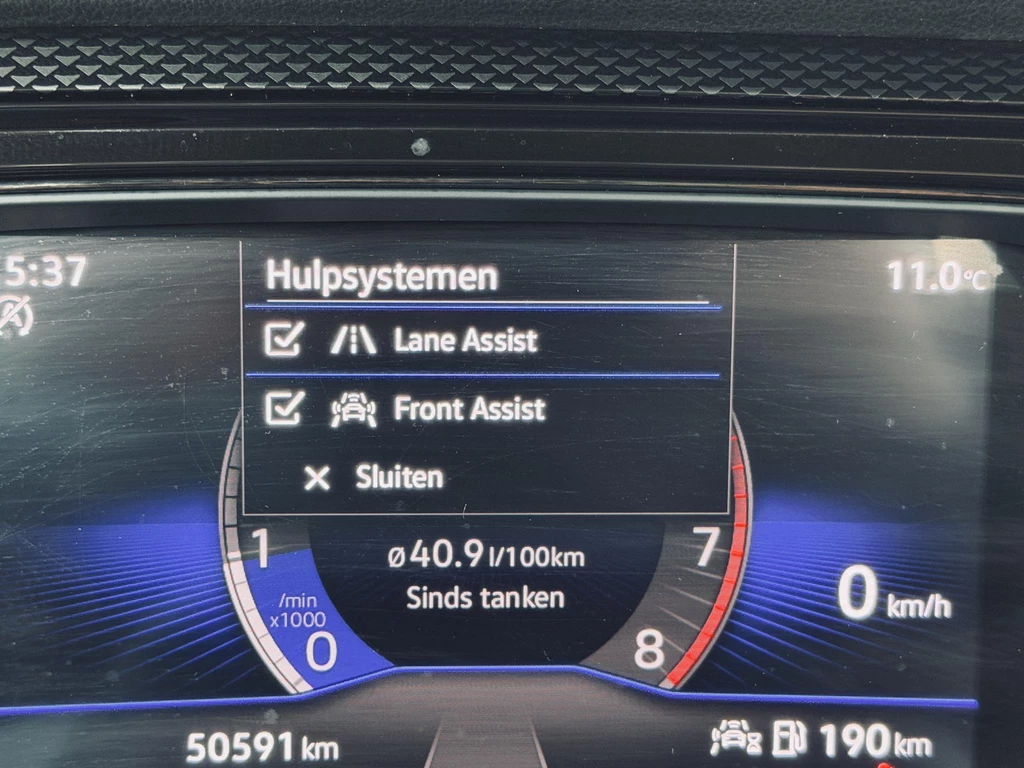 5:37
Hulpsystemen
11.0°C
Lane Assist
Front Assist
Sluiten
1
ø40.9 l/100km
7
Sinds tanken
0 km/h
/min
x1000
0
8
50591 km
190 km